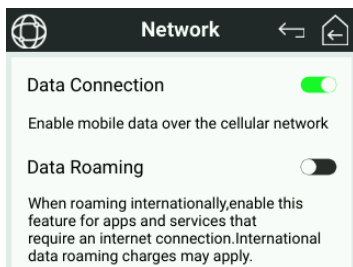 Network
Data Connection
Enable mobile data over the cellular network
Data Roaming
When roaming internationally,enable this
feature for apps and services that
require an internet connection.International
data roaming charges may apply.